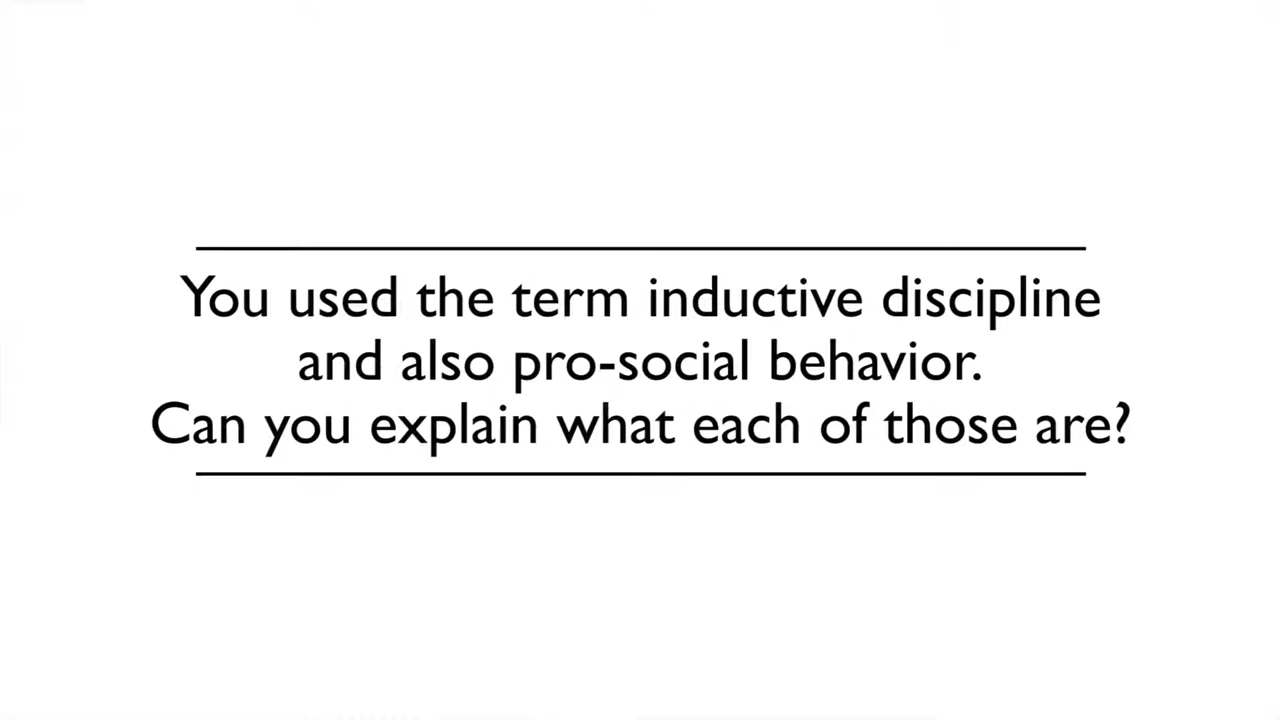 You used the term inductive discipline
and also pro-social behavior.
Can you explain what each of those are?